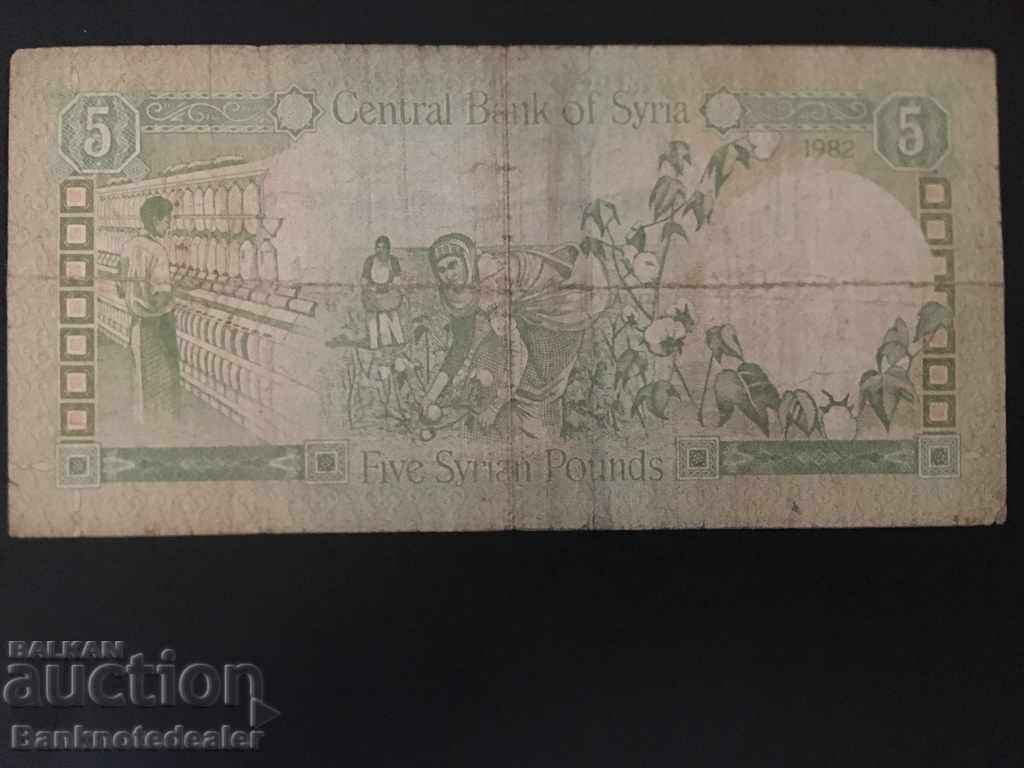 5 Central Bank of Syria 5
1982
Five Syrian Pounds
BALKAN
auction
Banknotedealer